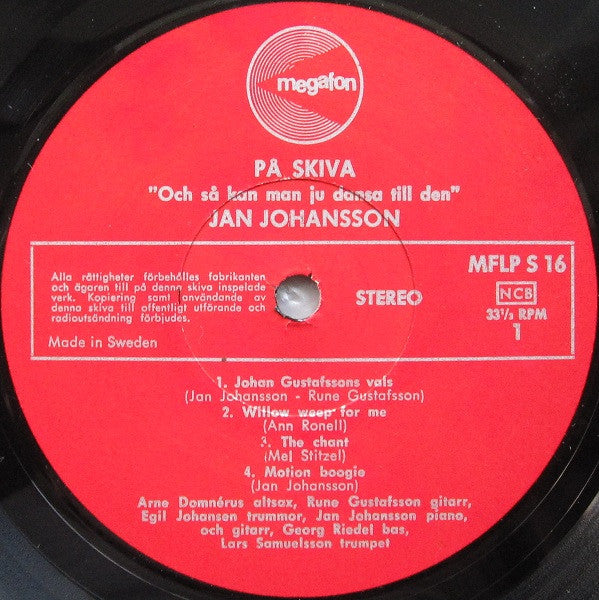 megafon
PÅ SKIVA
"Och så kan man ju dansa till den"
JAN JOHANSSON
Alla rättigheter förbehålles fabrikanten
och ägaren till på denna skiva inspelade
verk. Kopiering samt användande av
denna skiva till offentligt utförande och
radioutsändning förbjudes.
Made in Sweden
STEREO
MFLP S 16
NCB
33⅓ RPM
1
1. Johan Gustafssons vals
(Jan Johansson - Rune Gustafsson)
2. Willow weep for me
(Ann Ronell)
3. The chant
(Mel Stitzel)
4. Motion boogie
(Jan Johansson)
Arne Domnérus altsax, Rune Gustafsson gitarr,
Egil Johansen trummor, Jan Johansson piano,
och gitarr, Georg Riedel bas,
Lars Samuelsson trumpet